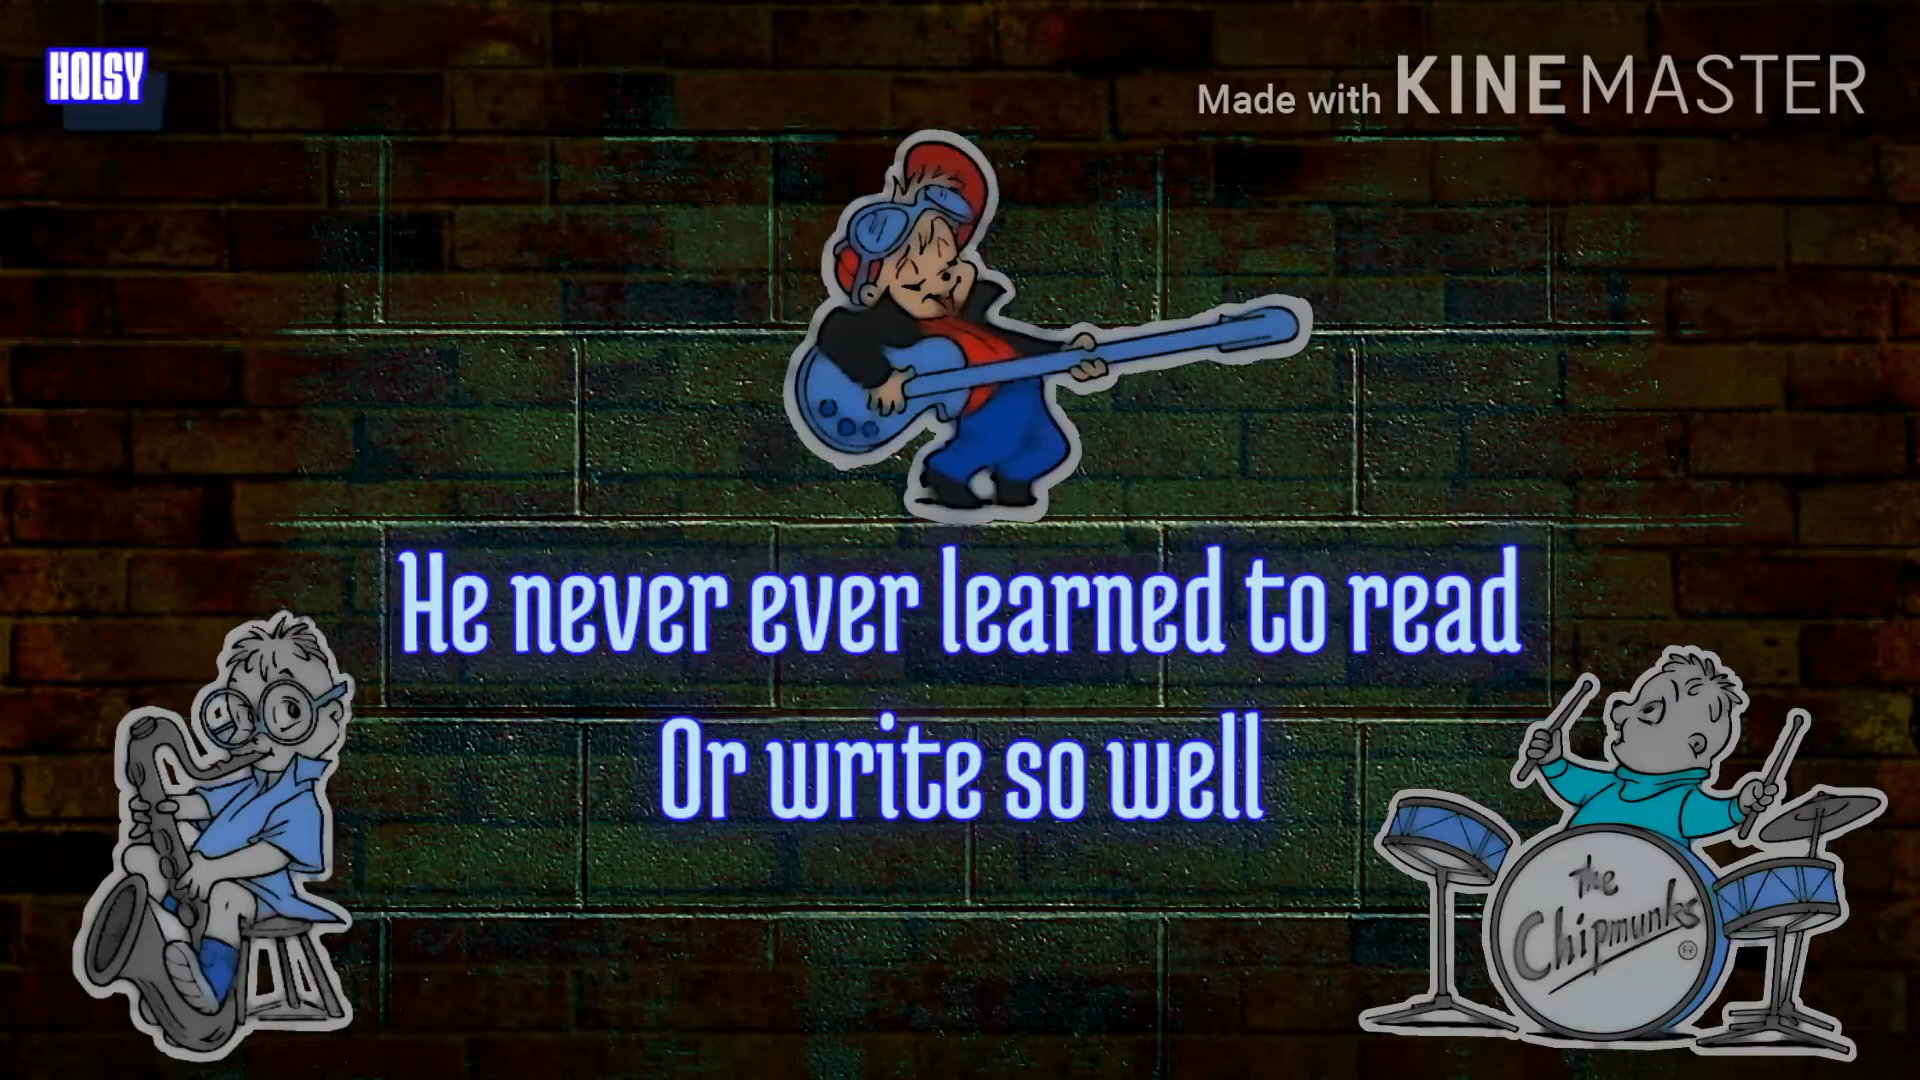 HOLSY
Made with KINEMASTER
He never ever learned to read
Or write so well
The
Chipmunks
®